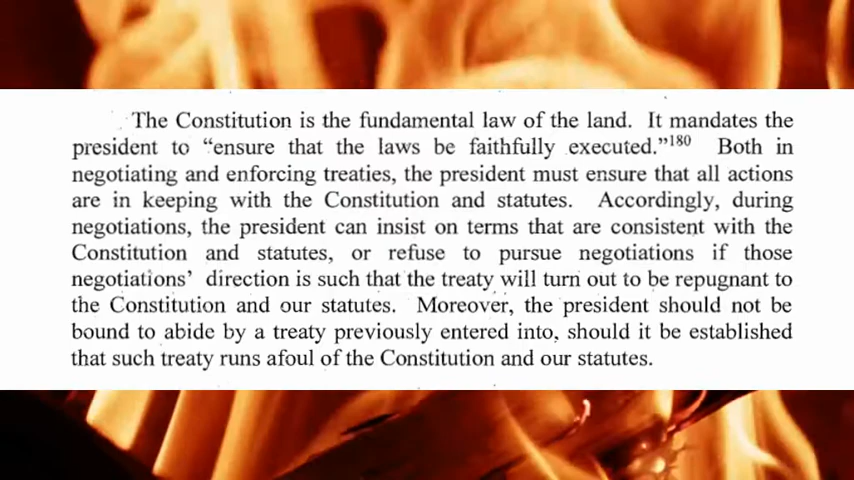 The Constitution is the fundamental law of the land. It mandates the
president to “ensure that the laws be faithfully executed.”180 Both in
negotiating and enforcing treaties, the president must ensure that all actions
are in keeping with the Constitution and statutes. Accordingly, during
negotiations, the president can insist on terms that are consistent with the
Constitution and statutes, or refuse to pursue negotiations if those
negotiations’ direction is such that the treaty will turn out to be repugnant to
the Constitution and our statutes. Moreover, the president should not be
bound to abide by a treaty previously entered into, should it be established
that such treaty runs afoul of the Constitution and our statutes.